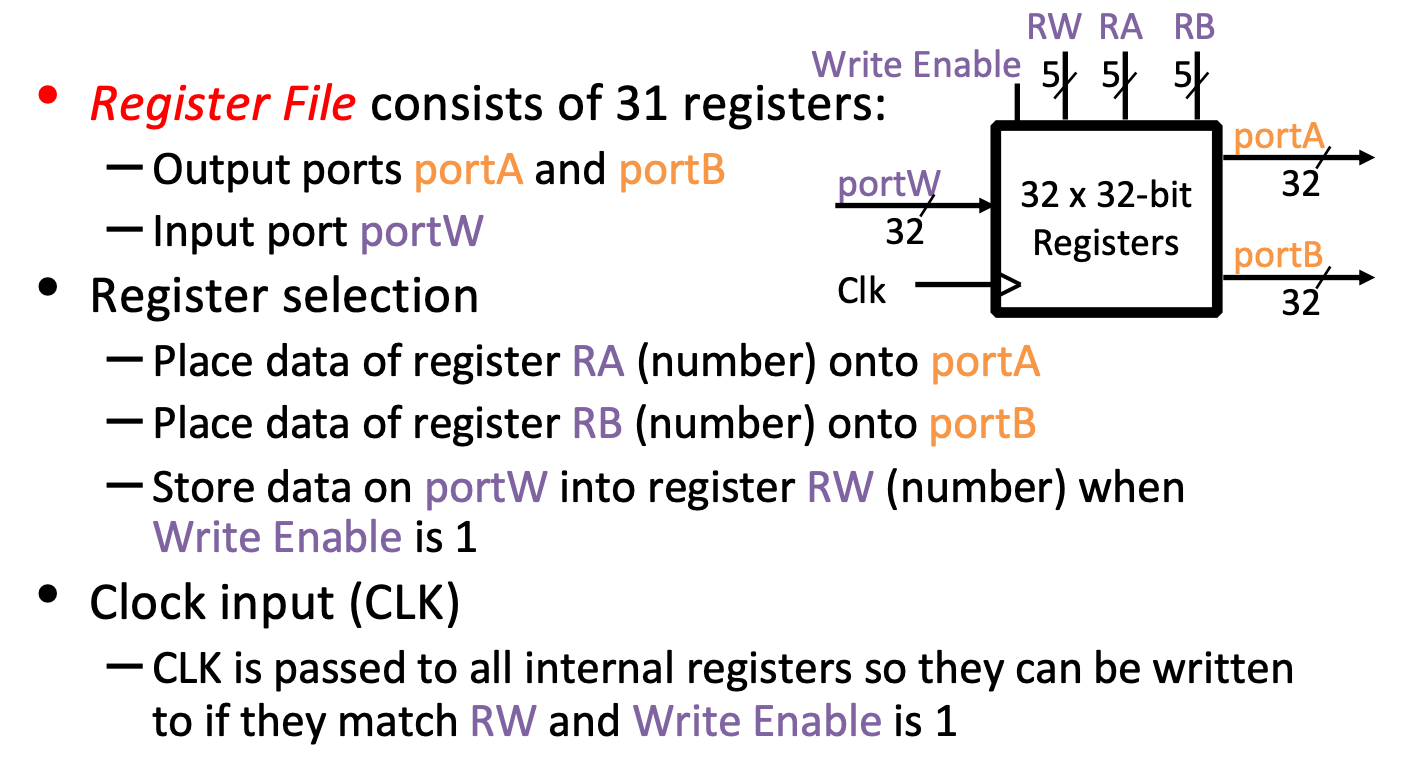 • Register File consists of 31 registers:
– Output ports portA and portB
– Input port portW
• Register selection
– Place data of register RA (number) onto portA
– Place data of register RB (number) onto portB
– Store data on portW into register RW (number) when
Write Enable is 1
• Clock input (CLK)
– CLK is passed to all internal registers so they can be written
to if they match RW and Write Enable is 1
RW RA RB
Write Enable
5 5 5
portW
32
Clk
32 x 32-bit
Registers
portA
32
portB
32